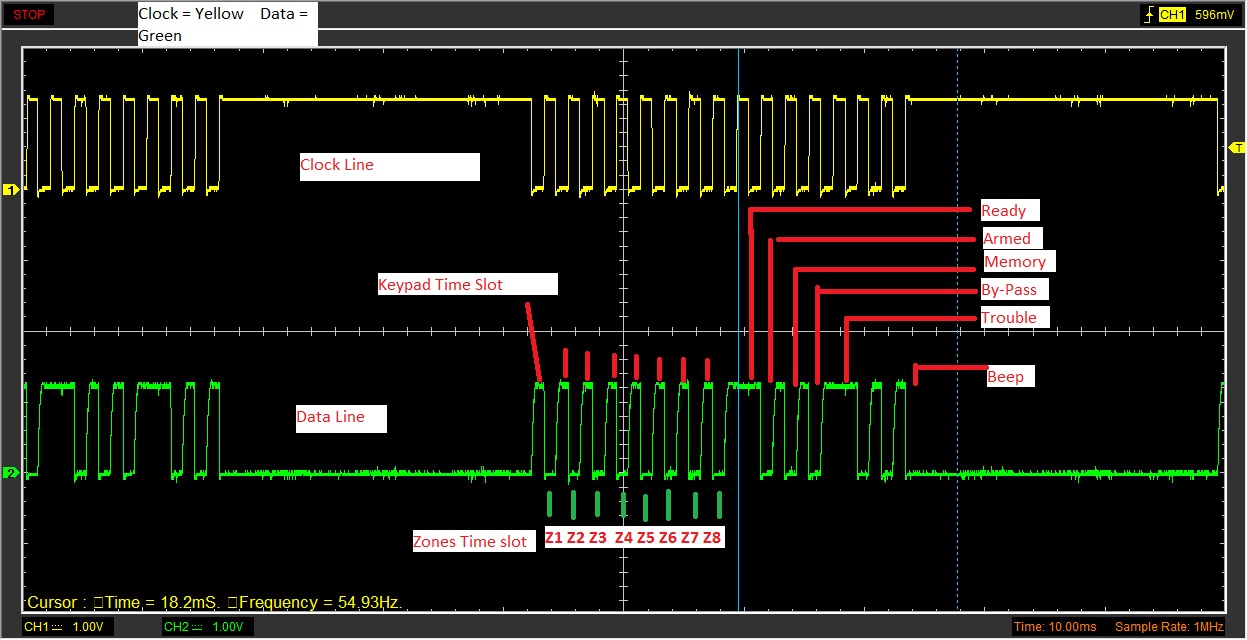 STOP
Clock = Yellow    Data =
Green
CH1 596mV
Clock Line
T
1
Ready
Armed
Memory
Keypad Time Slot
By-Pass
Trouble
Beep
Data Line
2
Zones Time slot
Z1 Z2 Z3 Z4 Z5 Z6 Z7 Z8
Cursor : □Time = 18.2mS. □Frequency = 54.93Hz.
CH1 1.00V CH2 1.00V Time: 10.00ms Sample Rate: 1MHz